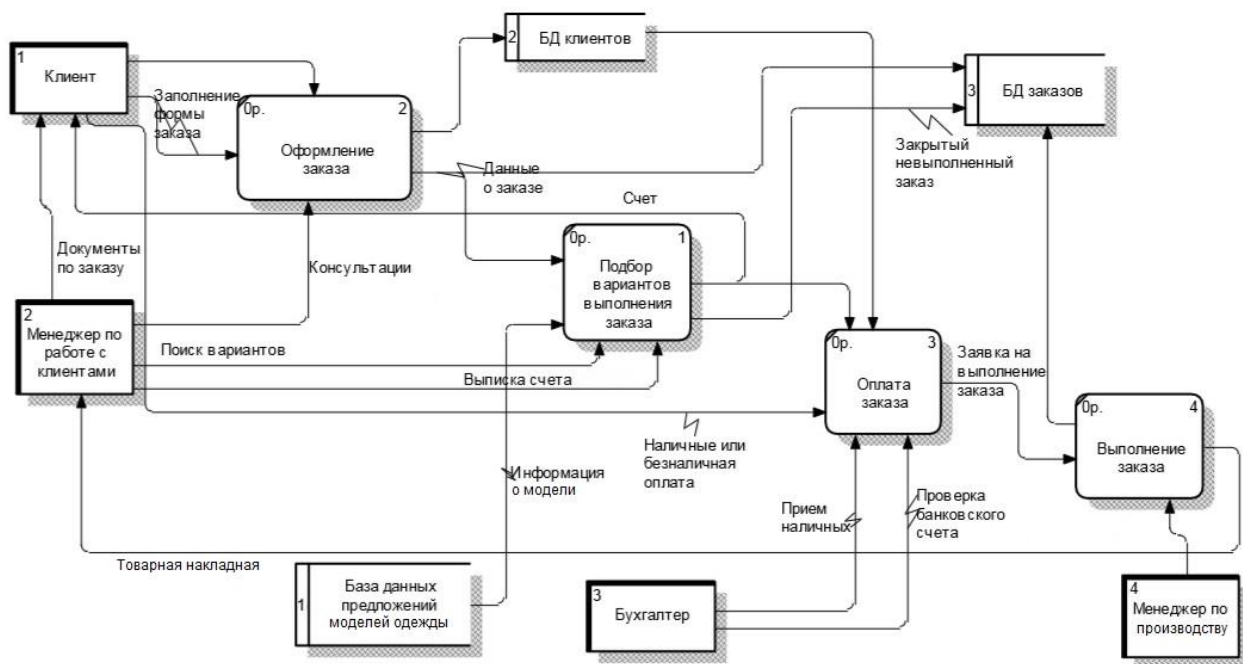 1
Клиент
Заполнение
формы
заказа
0р.
2
Оформление
заказа
2
БД клиентов
3
БД заказов
Закрытый
невыполненный
заказ
Данные
о заказе
Счет
Документы
по заказу
Консультации
0р.
1
Подбор
вариантов
выполнения
заказа
2
Менеджер по
работе с
клиентами
Поиск вариантов
Выписка счета
0р.
3
Оплата
заказа
Заявка на
выполнение
заказа
0р.
4
Выполнение
заказа
Наличные или
безналичная
оплата
Информация
о модели
Прием
наличных
Проверка
банковского
счета
Товарная накладная
1
База данных
предложений
моделей одежды
3
Бухгалтер
4
Менеджер по
производству